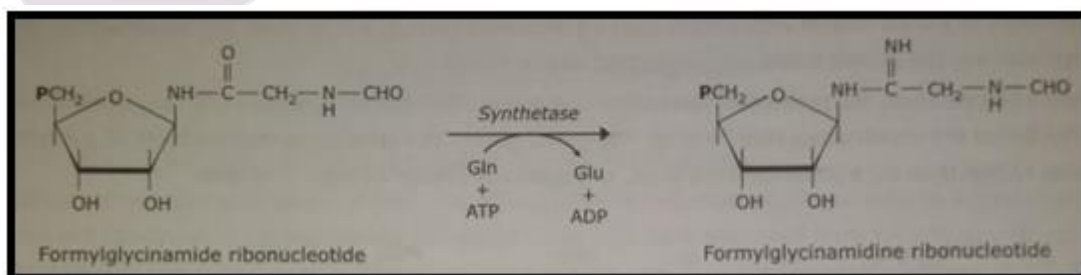 O
PCH₂ O NH—C—CH₂—N—CHO
H
OH OH
Formylglycinamide ribonucleotide
Synthetase
Gln
+
ATP
Glu
+
ADP
NH
PCH₂ O NH—C—CH₂—N—CHO
H
OH OH
Formylglycinamidine ribonucleotide